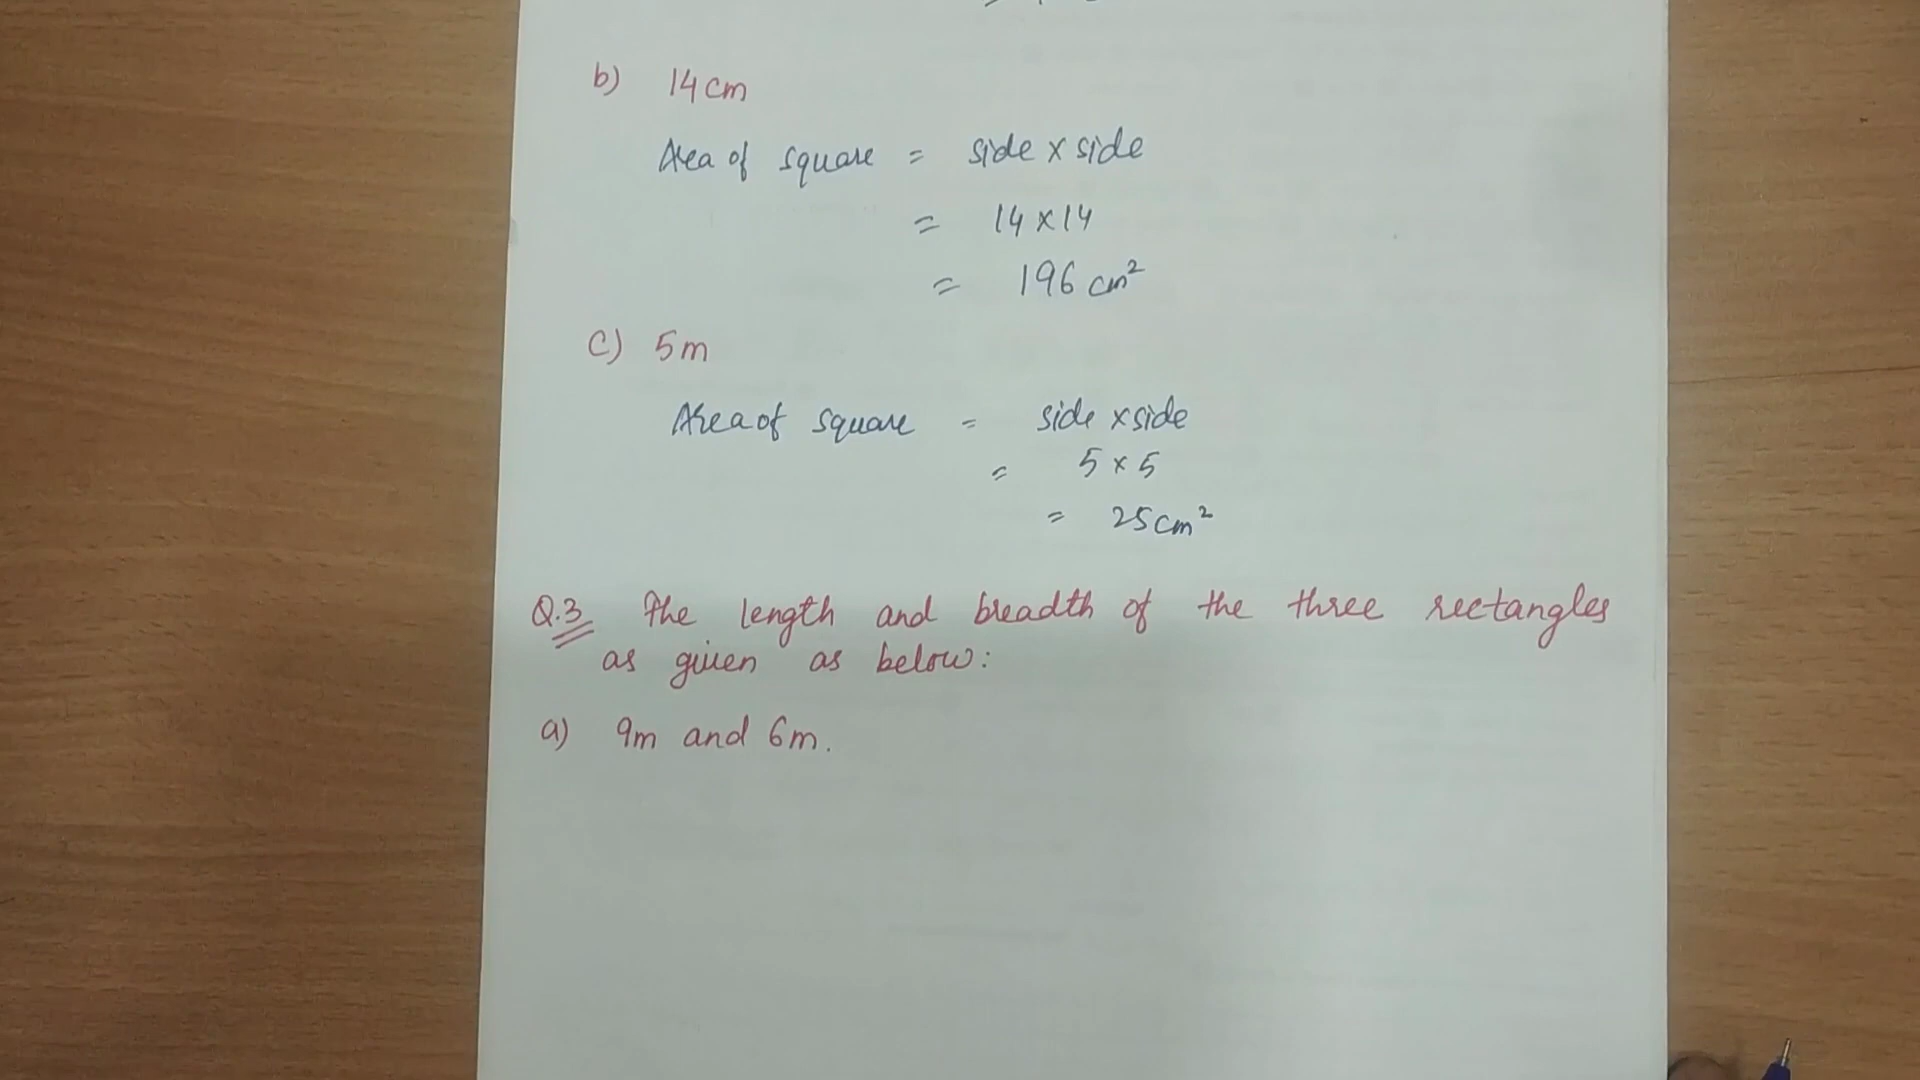 b) 14 cm
Area of square = side x side
= 14 x 14
= 196 cm²
c) 5 m
Area of square = side x side
= 5 x 5
= 25 cm²
Q.3 The length and breadth of the three rectangles
as given as below:
a) 9m and 6m.